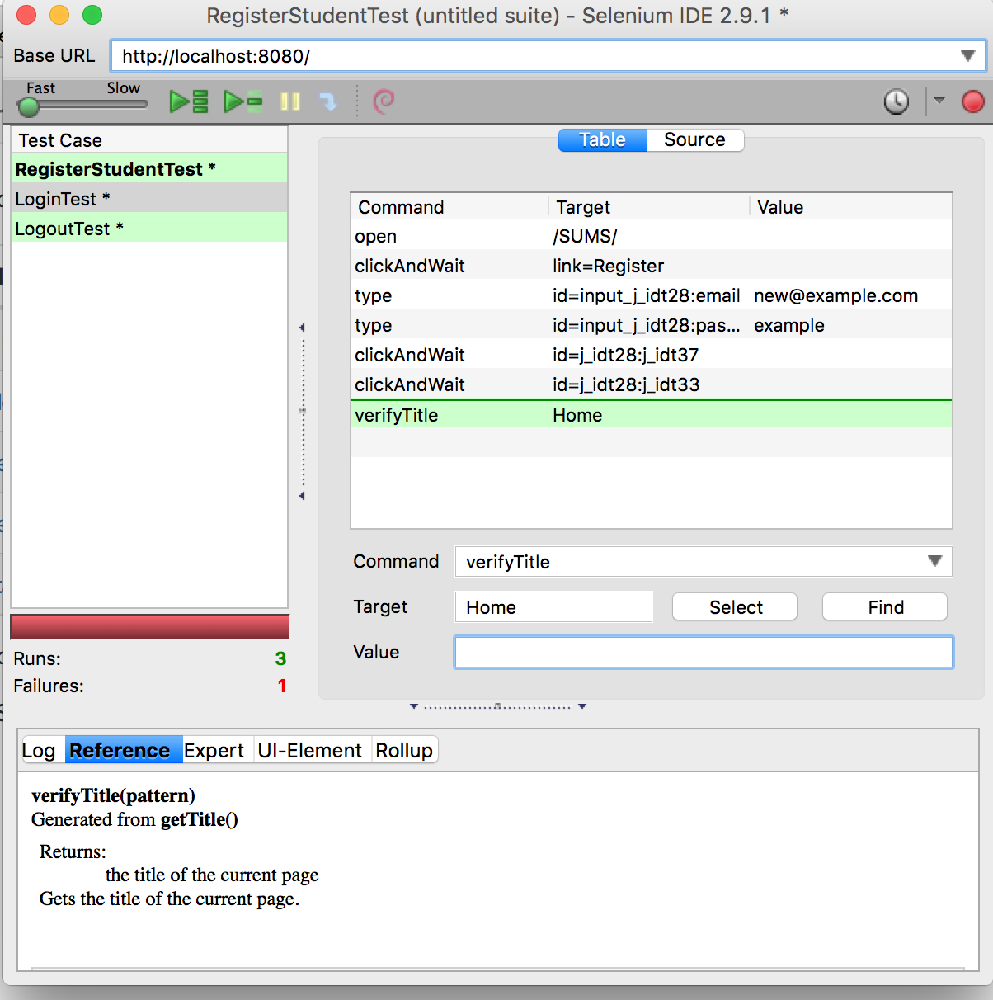 RegisterStudentTest (untitled suite) - Selenium IDE 2.9.1 *
Base URL http://localhost:8080/
Fast Slow
Test Case
RegisterStudentTest *
LoginTest *
LogoutTest *
Runs: 3
Failures: 1
Table Source
Command Target Value
open /SUMS/
clickAndWait link=Register
type id=input_j_idt28:email new@example.com
type id=input_j_idt28:pas... example
clickAndWait id=j_idt28:j_idt37
clickAndWait id=j_idt28:j_idt33
verifyTitle Home
Command verifyTitle
Target Home Select Find
Value
Log Reference Expert UI-Element Rollup
verifyTitle(pattern)
Generated from getTitle()
Returns:
the title of the current page
Gets the title of the current page.